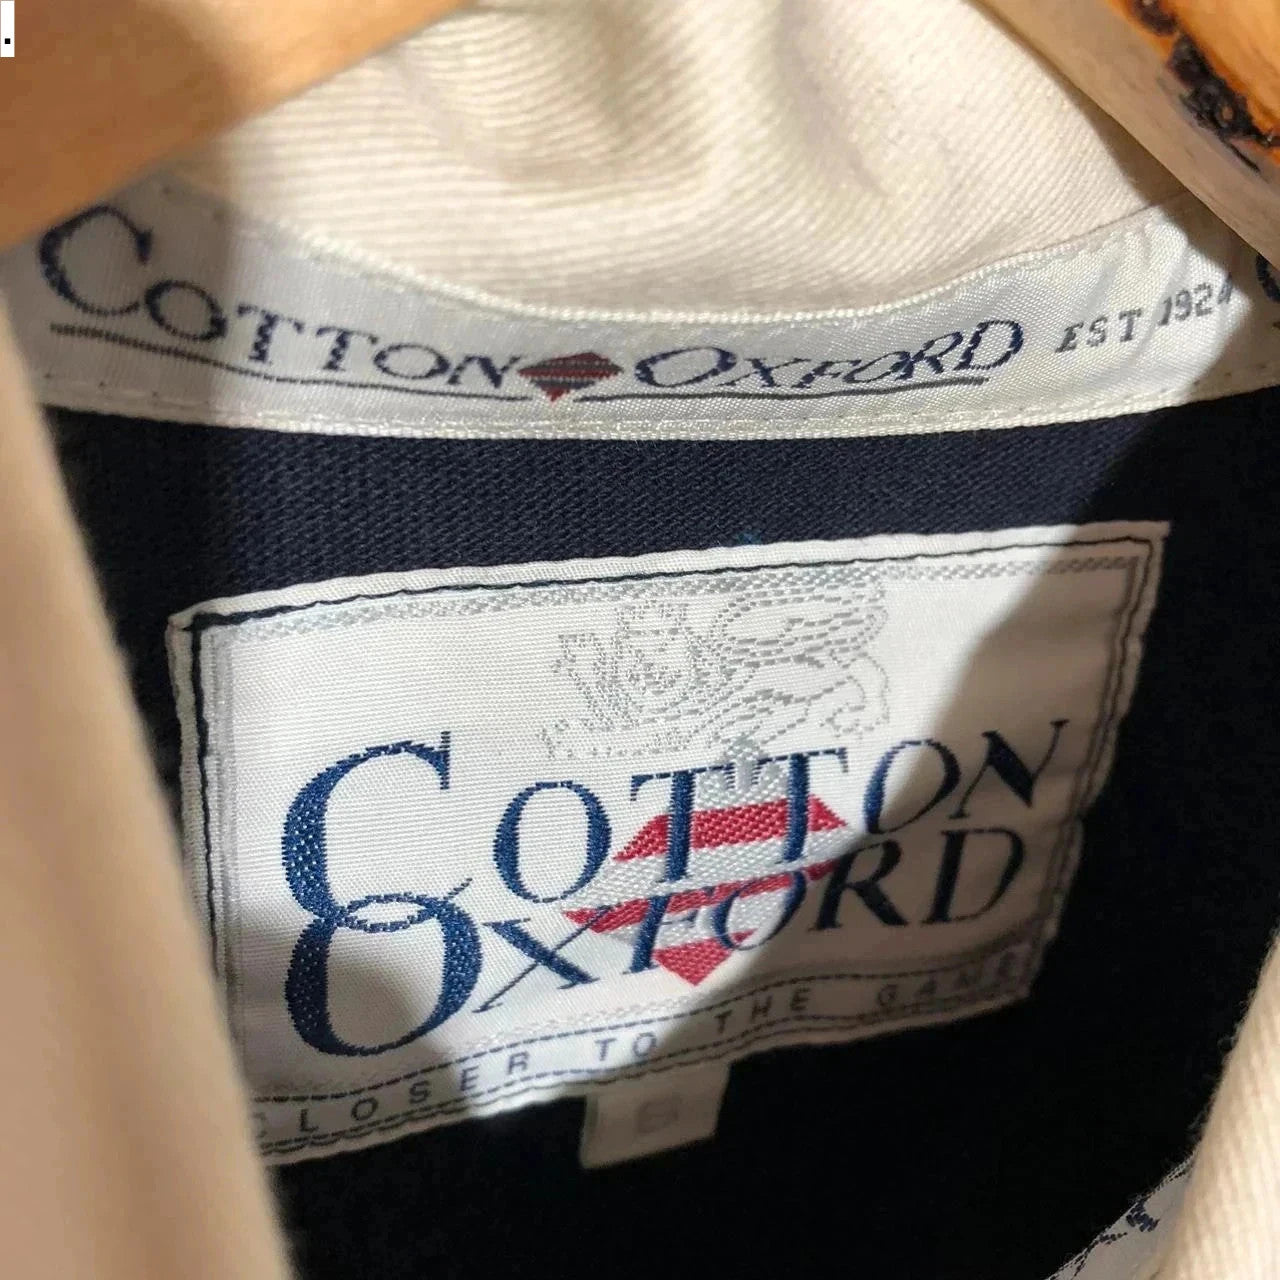 .
COTTON OXFORD EST 1924
COTTON
OXFORD
CLOSER TO THE GAME
S